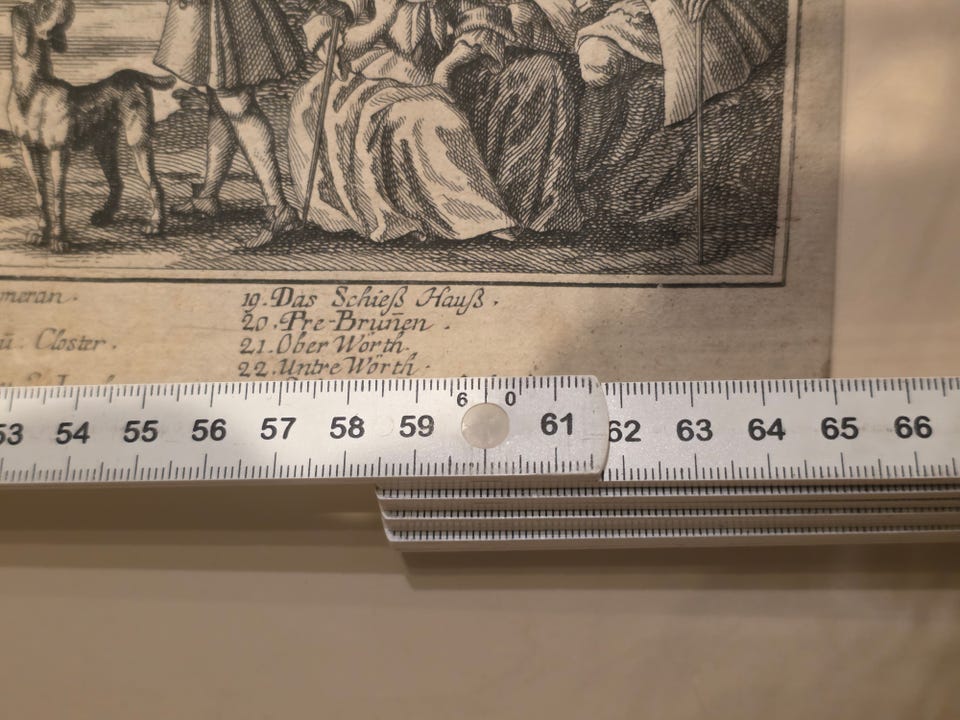 meran.
ū. Closter.
19. Das Schieß Hauß.
20. Pre-Bruñen.
21. Ober Wörth.
22. Untre Wörth.
53 54 55 56 57 58 59 6 0 61 62 63 64 65 66